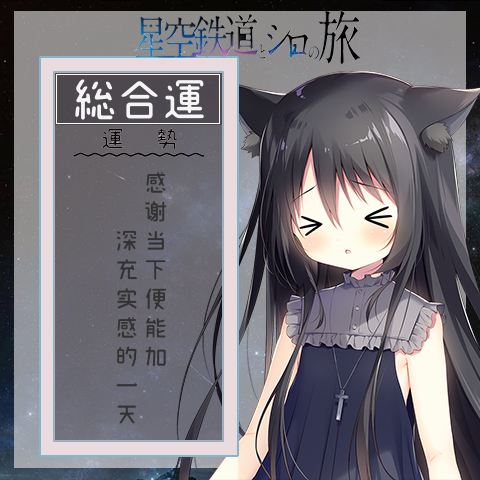 星空鉄道とシロの旅
総合運
運勢
感谢当下便能加
深充实感的一天